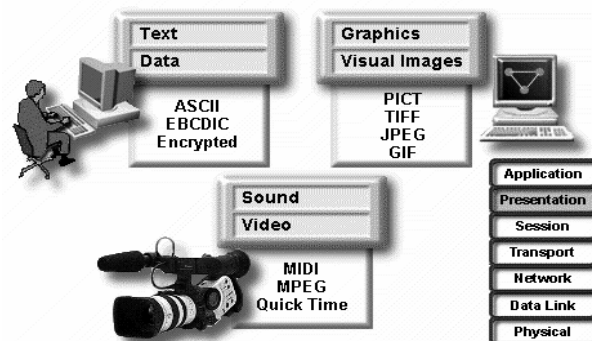 Text
Data
ASCII
EBCDIC
Encrypted
Graphics
Visual Images
PICT
TIFF
JPEG
GIF
Sound
Video
MIDI
MPEG
Quick Time
Application
Presentation
Session
Transport
Network
Data Link
Physical